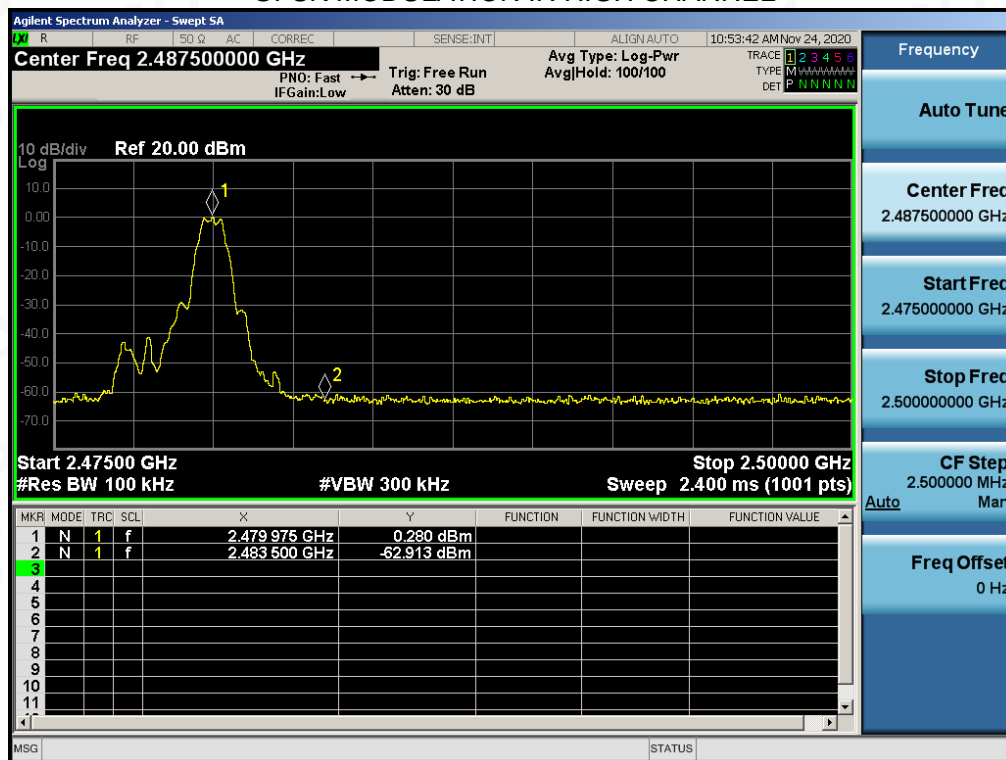 Agilent Spectrum Analyzer - Swept SA
LXI R RF 50 Ω AC CORREC SENSE:INT ALIGN AUTO 10:53:42 AM Nov 24, 2020
Center Freq 2.487500000 GHz
PNO: Fast
IFGain:Low
Trig: Free Run
Atten: 30 dB
Avg Type: Log-Pwr
Avg|Hold: 100/100
TRACE 1 2 3 4 5 6
TYPE M WWWWW
DET P N N N N N
10 dB/div Ref 20.00 dBm
Log
10.0
0.00
-10.0
-20.0
-30.0
-40.0
-50.0
-60.0
-70.0
1
2
Start 2.47500 GHz Stop 2.50000 GHz
#Res BW 100 kHz #VBW 300 kHz Sweep 2.400 ms (1001 pts)
MKR MODE TRC SCL X Y FUNCTION FUNCTION WIDTH FUNCTION VALUE
1 N 1 f 2.479 975 GHz 0.280 dBm
2 N 1 f 2.483 500 GHz -62.913 dBm
3
4
5
6
7
8
9
10
11
MSG STATUS
Frequency
Auto Tune
Center Freq
2.487500000 GHz
Start Freq
2.475000000 GHz
Stop Freq
2.500000000 GHz
CF Step
2.500000 MHz
Auto Man
Freq Offset
0 Hz